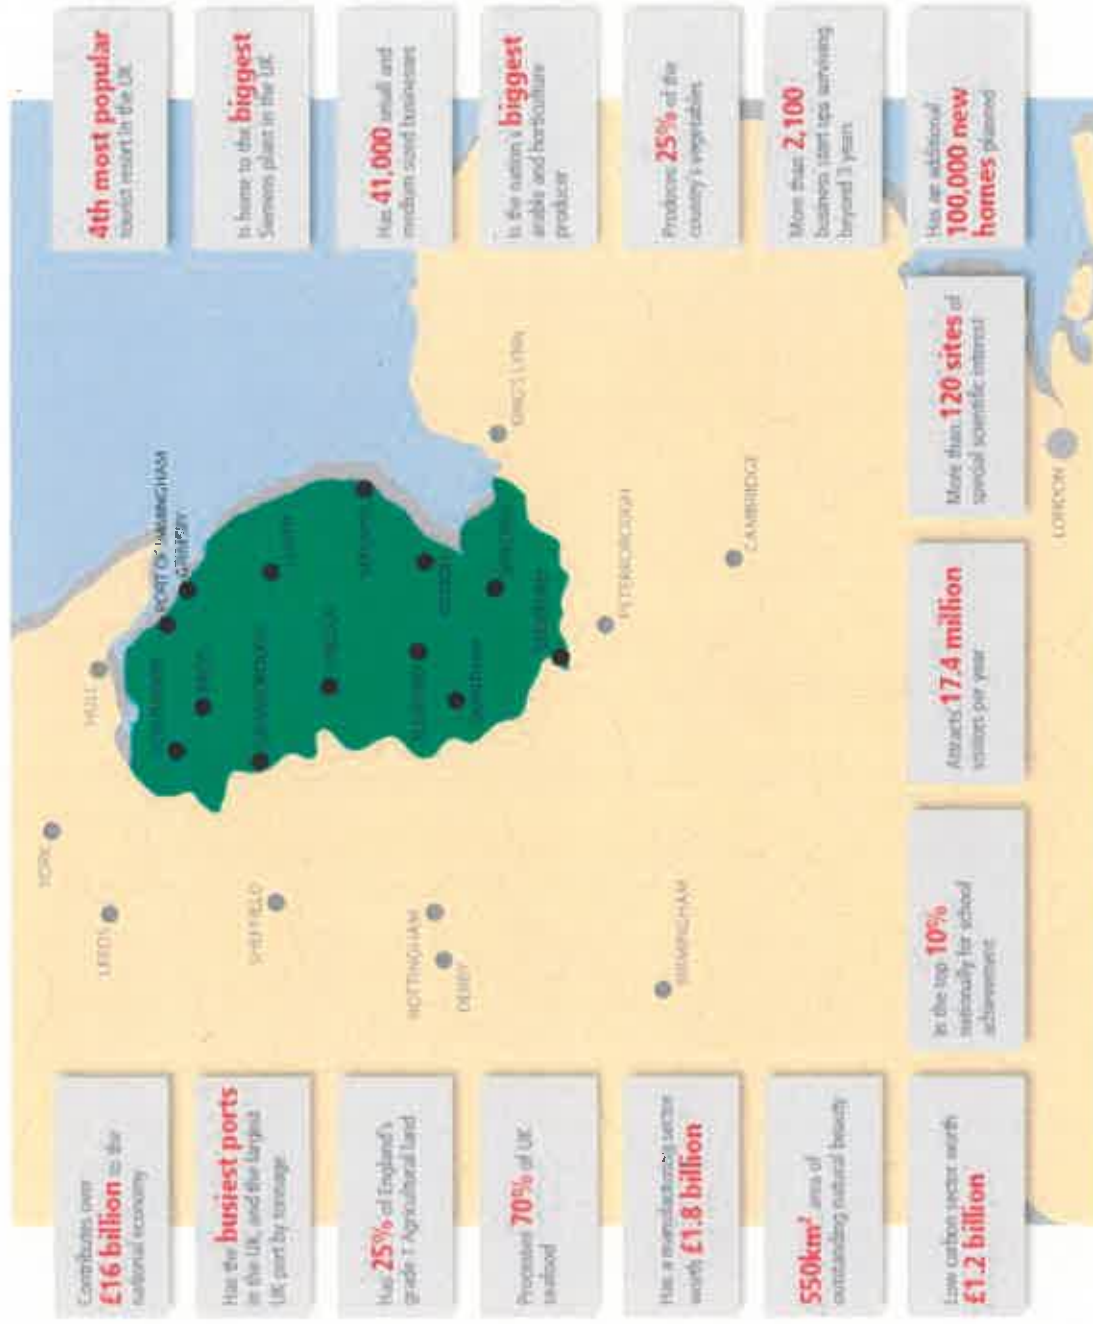 Contributes over
£16 billion to the
national economy
Has the busiest ports
in the UK, and the largest
UK port by tonnage
Has 25% of England's
grade 1 Agricultural land
Processes 70% of UK
seafood
Has a manufacturing sector
worth £1.8 billion
550km² area of
outstanding natural beauty
Low carbon sector worth
£1.2 billion
In the top 10%
nationally for school
achievement
Attracts 17.4 million
visitors per year
More than 120 sites of
special scientific interest
4th most popular
tourist resort in the UK
Is home to the biggest
Siemens plant in the UK
Has 41,000 small and
medium sized businesses
Is the nation's biggest
arable and horticulture
producer
Produces 25% of the
country's vegetables
More than 2,100
business start ups surviving
beyond 3 years
Has an additional
100,000 new
homes planned
YORK
LEEDS
HULL
SHEFFIELD
NOTTINGHAM
DERBY
BIRMINGHAM
PORT OF IMMINGHAM
GRIMSBY
KING'S LYNN
PETERBOROUGH
CAMBRIDGE
LONDON